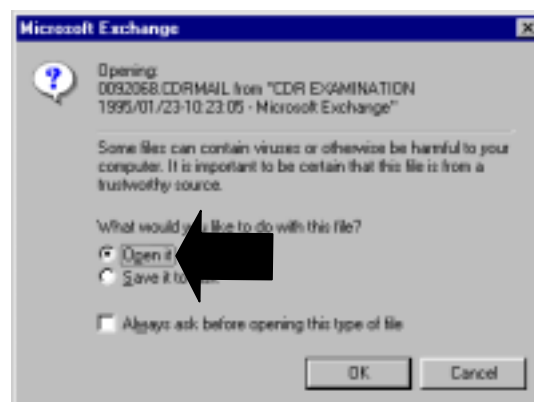 Microsoft Exchange
Opening:
0092068.CDRMAIL from "CDR EXAMINATION
1995/01/23-10:23:05 - Microsoft Exchange"
Some files can contain viruses or otherwise be harmful to your
computer. It is important to be certain that this file is from a
trustworthy source.
What would you like to do with this file?
Open it
Save it to
Always ask before opening this type of file
OK
Cancel